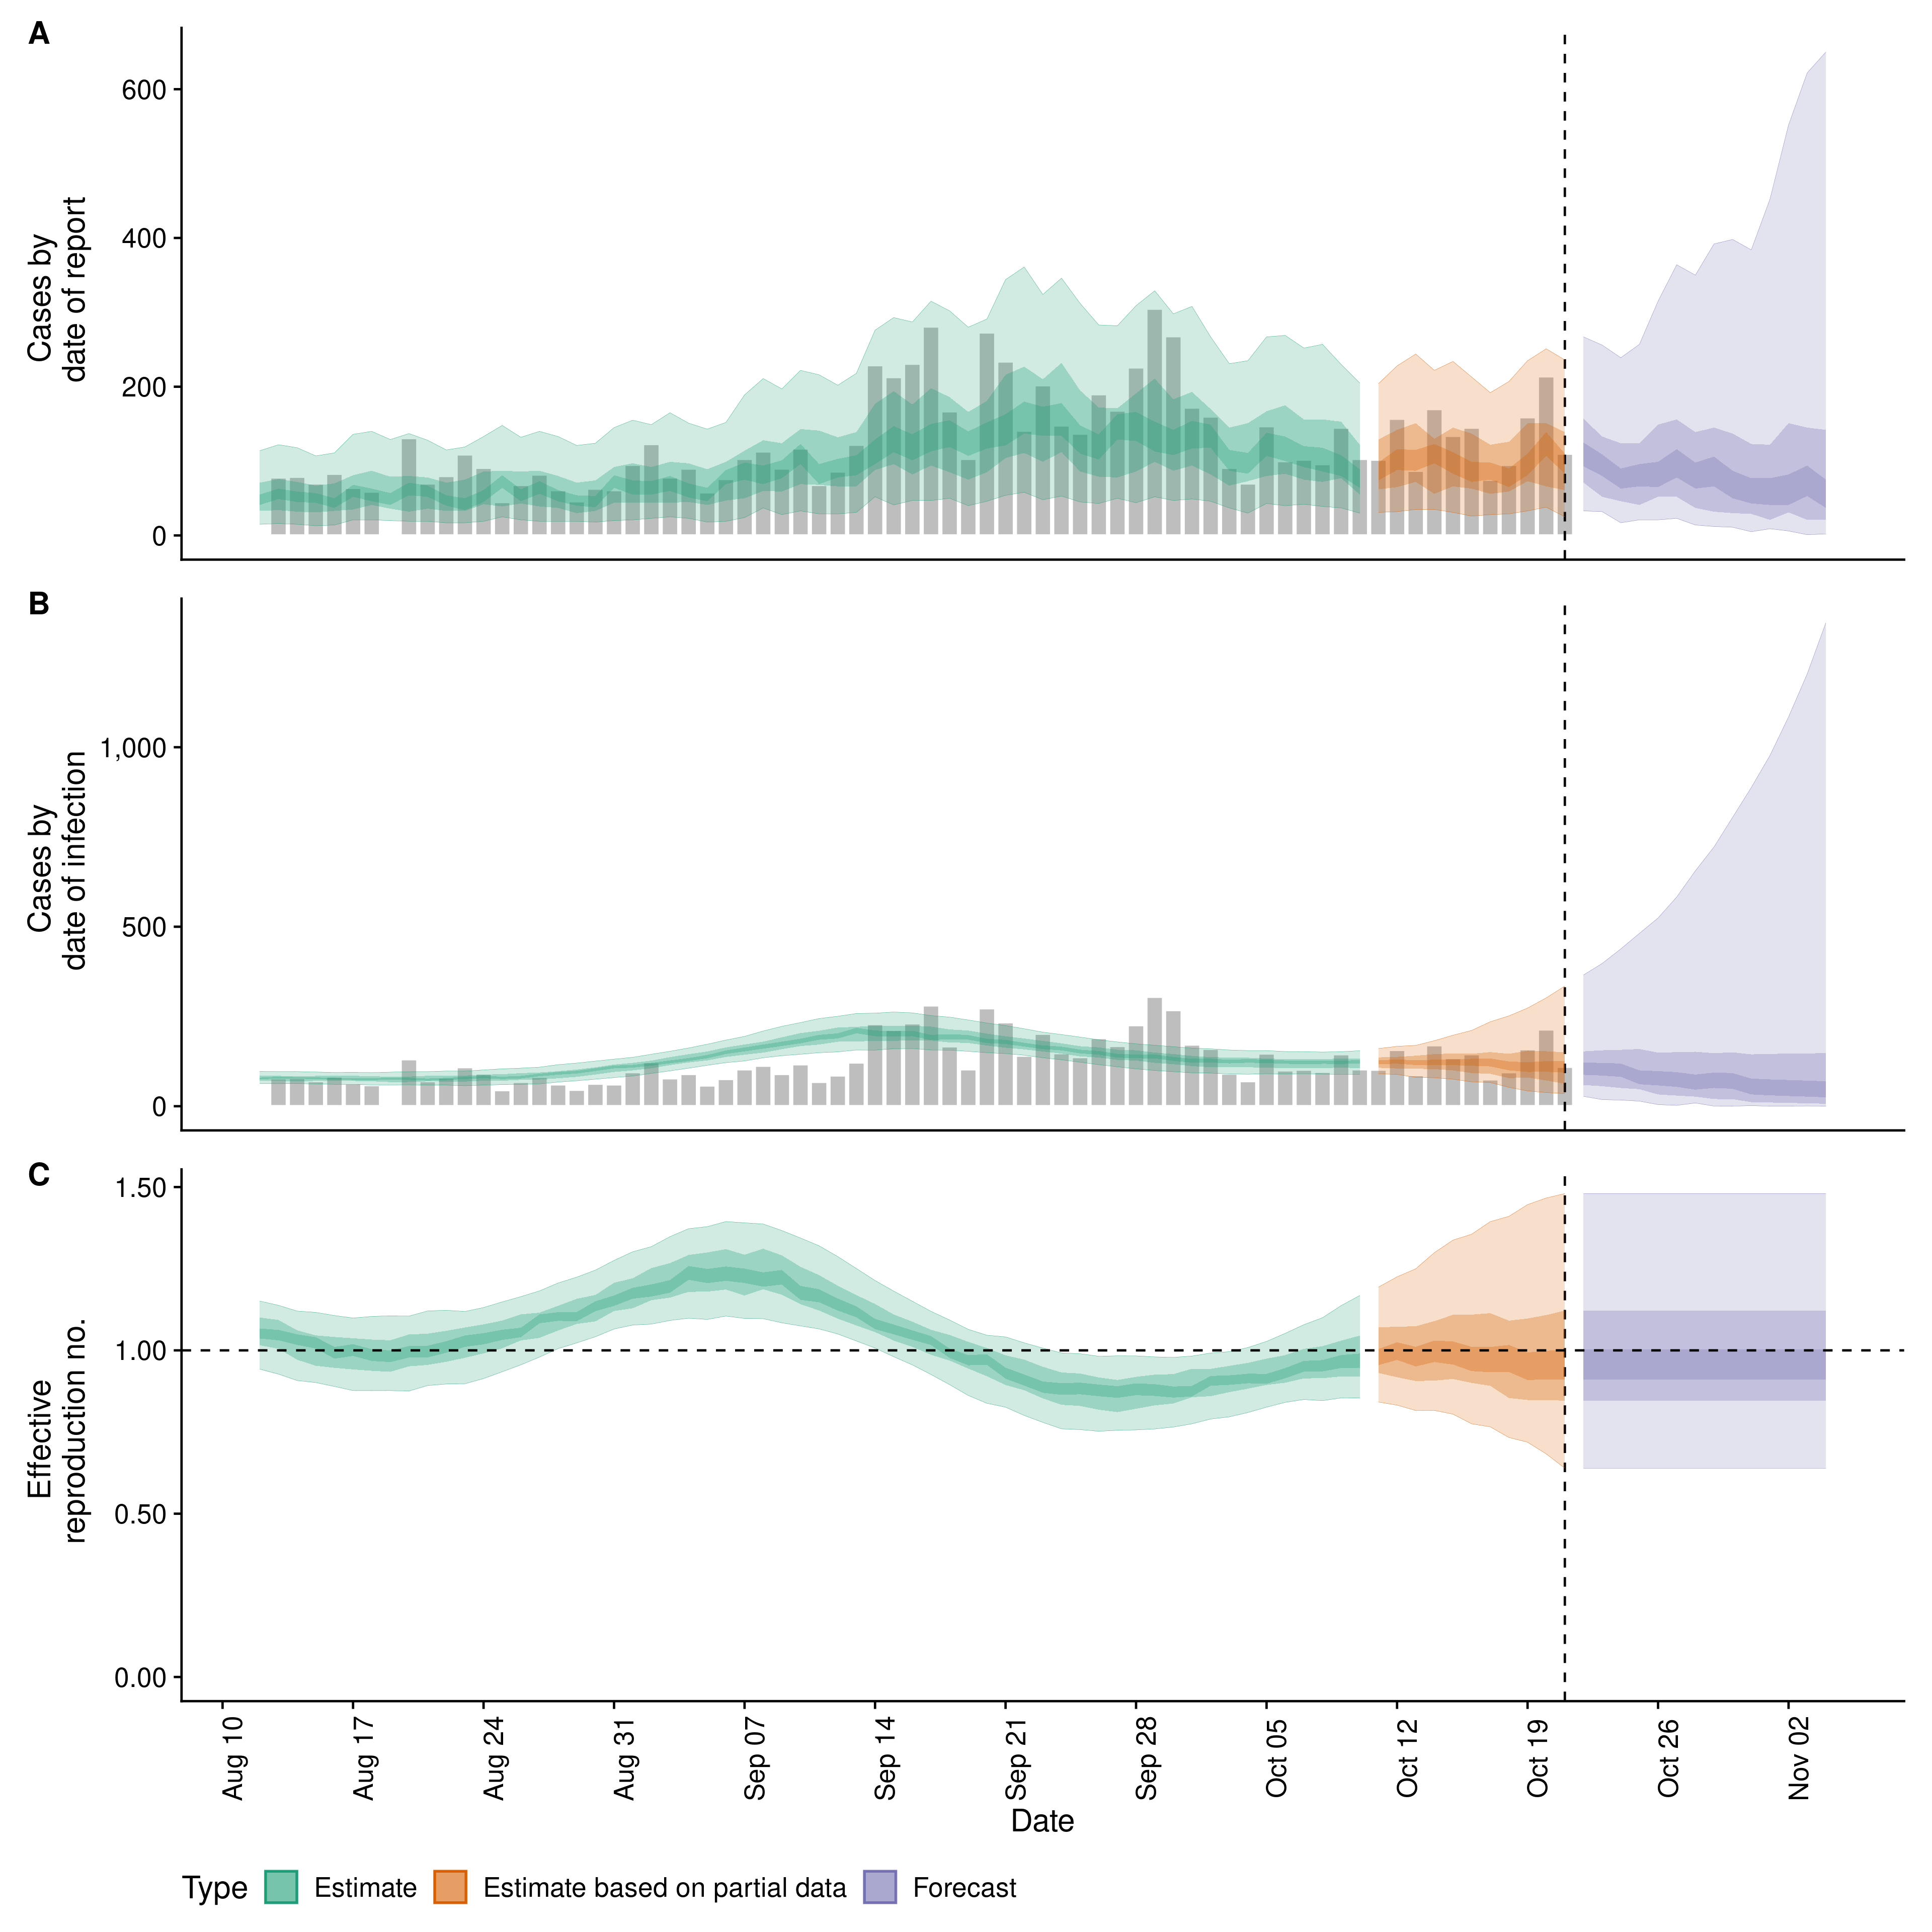 A
600
400
200
0
Cases by
date of report
B
1,000
500
0
Cases by
date of infection
C
1.50
1.00
0.50
0.00
Effective
reproduction no.
Aug 10
Aug 17
Aug 24
Aug 31
Sep 07
Sep 14
Sep 21
Sep 28
Oct 05
Oct 12
Oct 19
Oct 26
Nov 02
Date
Type Estimate Estimate based on partial data Forecast